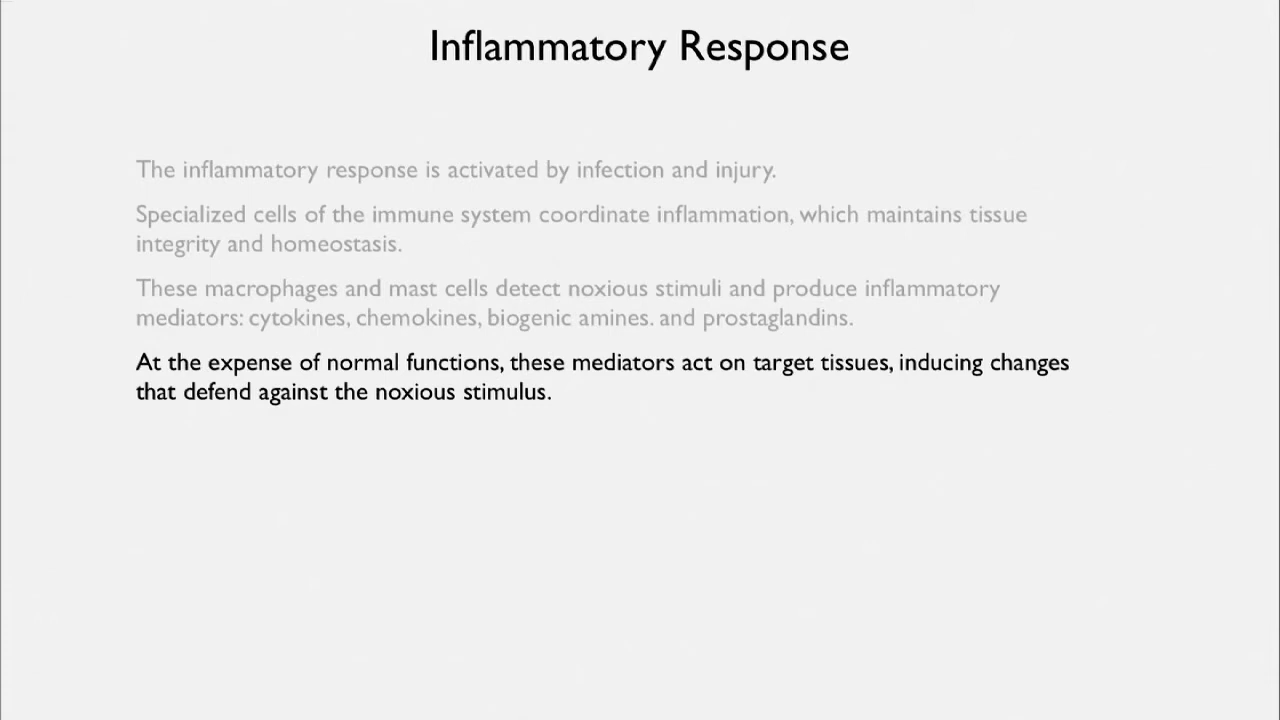 Inflammatory Response
The inflammatory response is activated by infection and injury.
Specialized cells of the immune system coordinate inflammation, which maintains tissue
integrity and homeostasis.
These macrophages and mast cells detect noxious stimuli and produce inflammatory
mediators: cytokines, chemokines, biogenic amines. and prostaglandins.
At the expense of normal functions, these mediators act on target tissues, inducing changes
that defend against the noxious stimulus.